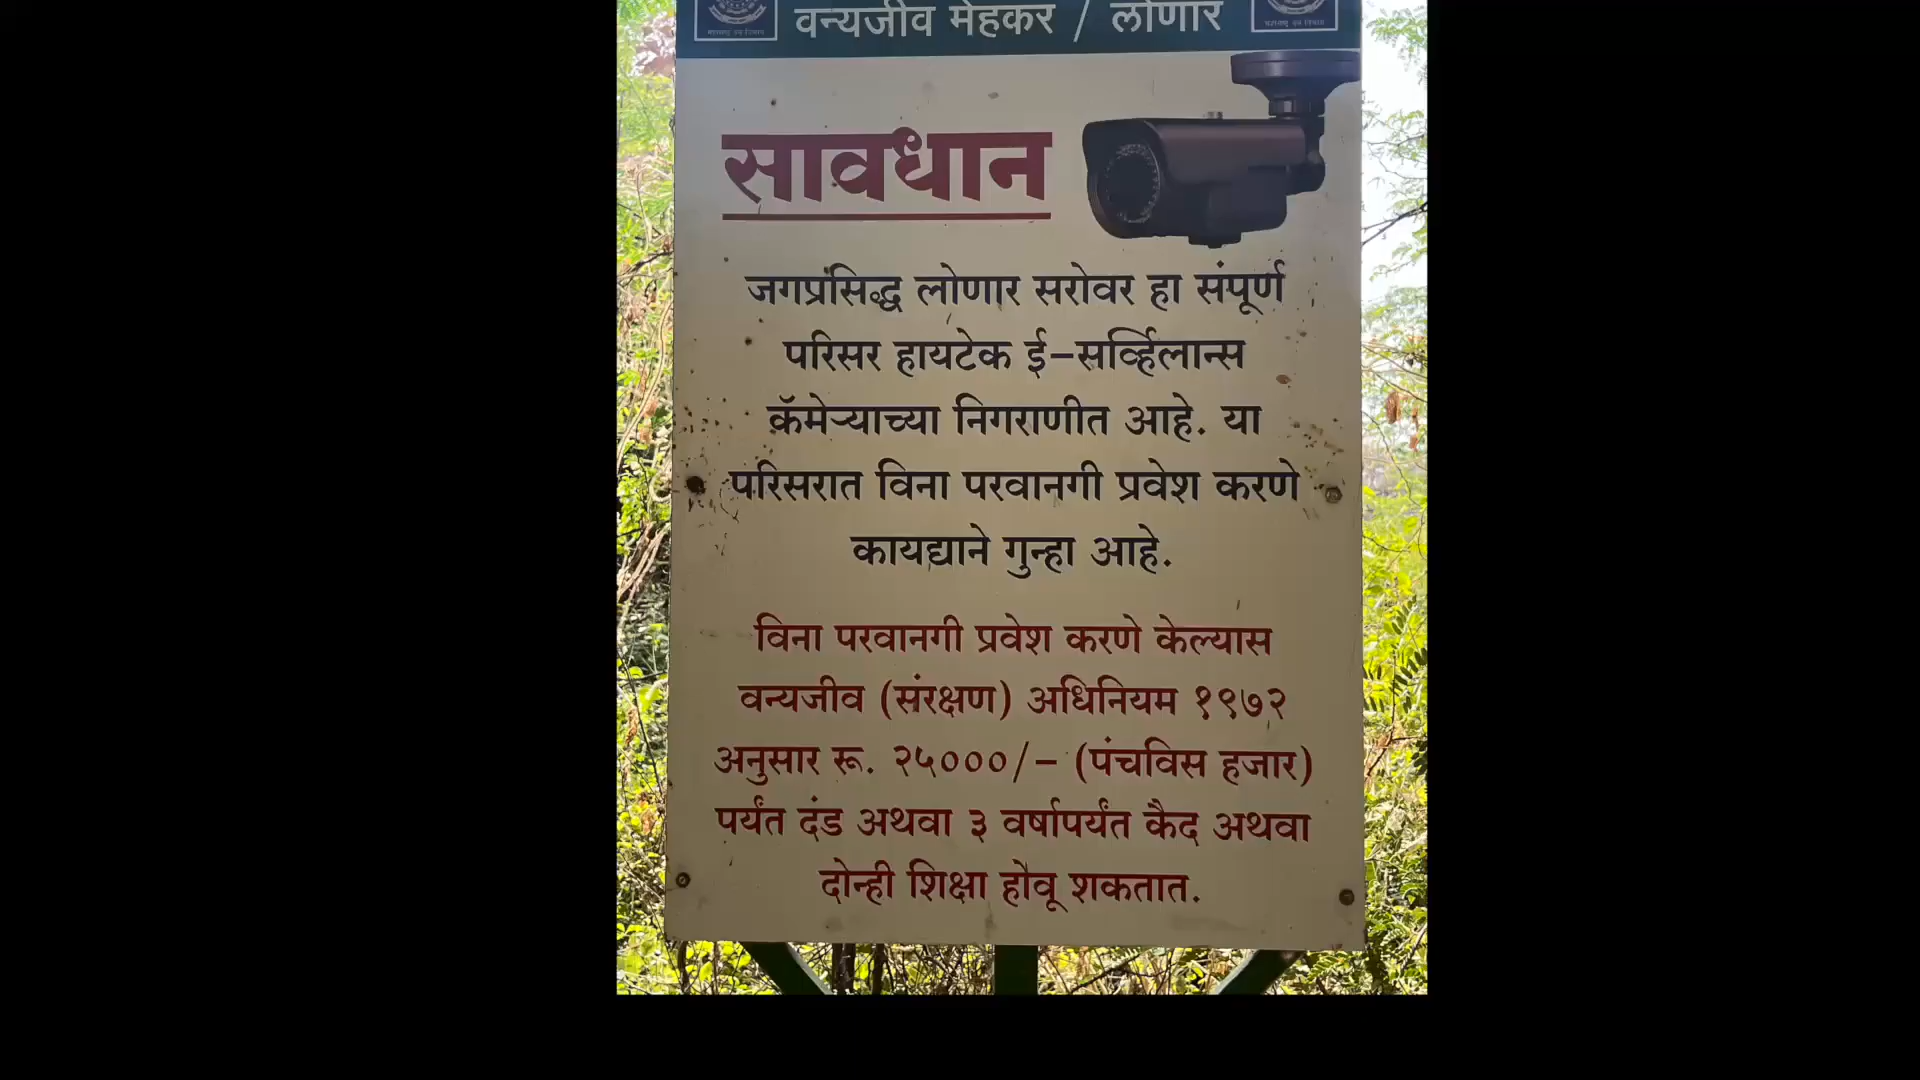 वन्यजीव मेहकर / लोणार
सावधान
जगप्रसिद्ध लोणार सरोवर हा संपूर्ण
परिसर हायटेक ई-सर्व्हिलान्स
कॅमेऱ्याच्या निगराणीत आहे. या
परिसरात विना परवानगी प्रवेश करणे
कायद्याने गुन्हा आहे.
विना परवानगी प्रवेश करणे केल्यास
वन्यजीव (संरक्षण) अधिनियम १९७२
अनुसार रू. २५०००/- (पंचविस हजार)
पर्यंत दंड अथवा ३ वर्षापर्यंत कैद अथवा
दोन्ही शिक्षा होवू शकतात.